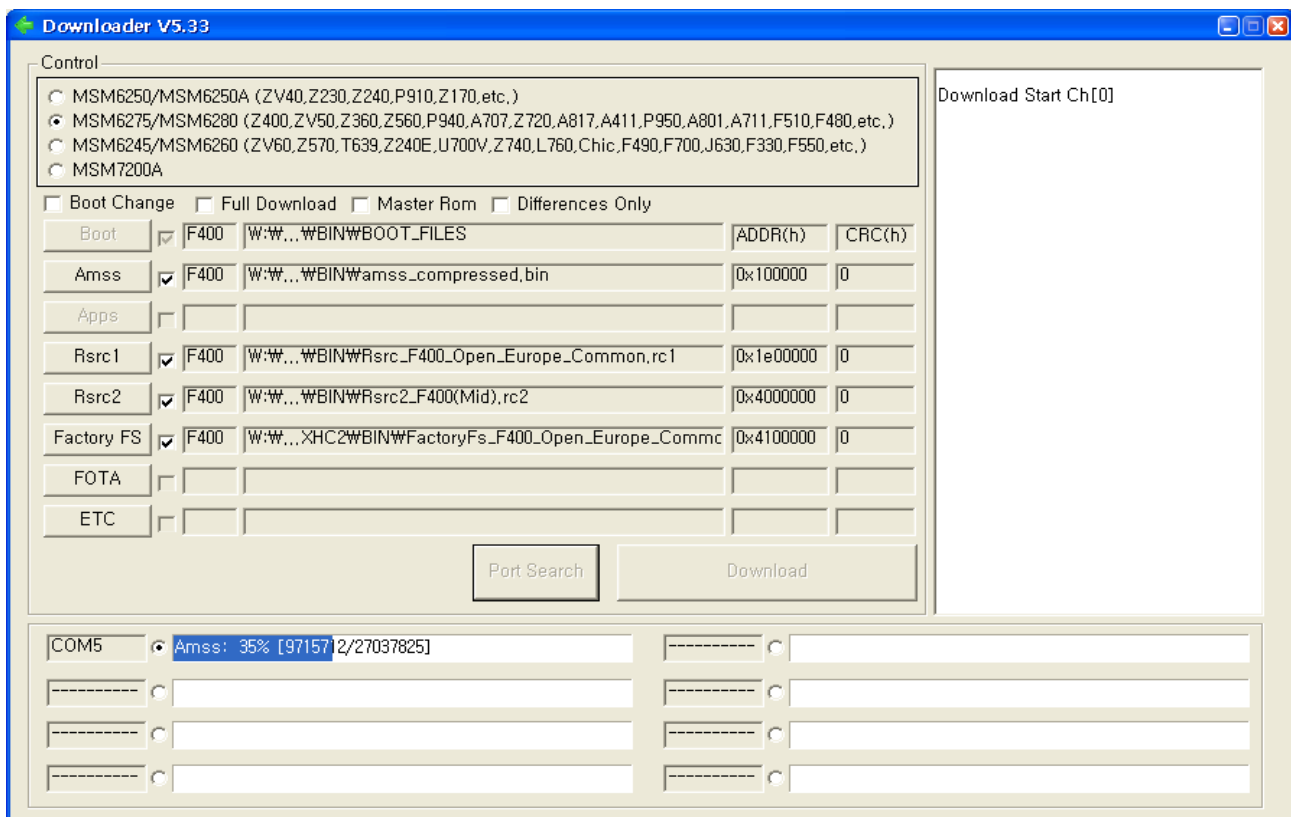 Downloader V5.33
Control
MSM6250/MSM6250A (ZV40,Z230,Z240,P910,Z170,etc,)
MSM6275/MSM6280 (Z400,ZV50,Z360,Z560,P940,A707,Z720,A817,A411,P950,A801,A711,F510,F480,etc,)
MSM6245/MSM6260 (ZV60,Z570,T639,Z240E,U700V,Z740,L760,Chic,F490,F700,J630,F330,F550,etc,)
MSM7200A
Boot Change Full Download Master Rom Differences Only
Boot F400 W:₩,,,₩BIN₩BOOT_FILES ADDR(h) CRC(h)
Amss F400 W:₩,,,₩BIN₩amss_compressed,bin 0x100000 0
Apps
Rsrc1 F400 W:₩,,,₩BIN₩Rsrc_F400_Open_Europe_Common,rc1 0x1e00000 0
Rsrc2 F400 W:₩,,,₩BIN₩Rsrc2_F400(Mid),rc2 0x4000000 0
Factory FS F400 W:₩,,,XHC2₩BIN₩FactoryFs_F400_Open_Europe_Commc 0x4100000 0
FOTA
ETC
Port Search Download
Download Start Ch[0]
COM5 Amss: 35% [9715712/27037825] ----------
---------- ----------
---------- ----------
---------- ----------